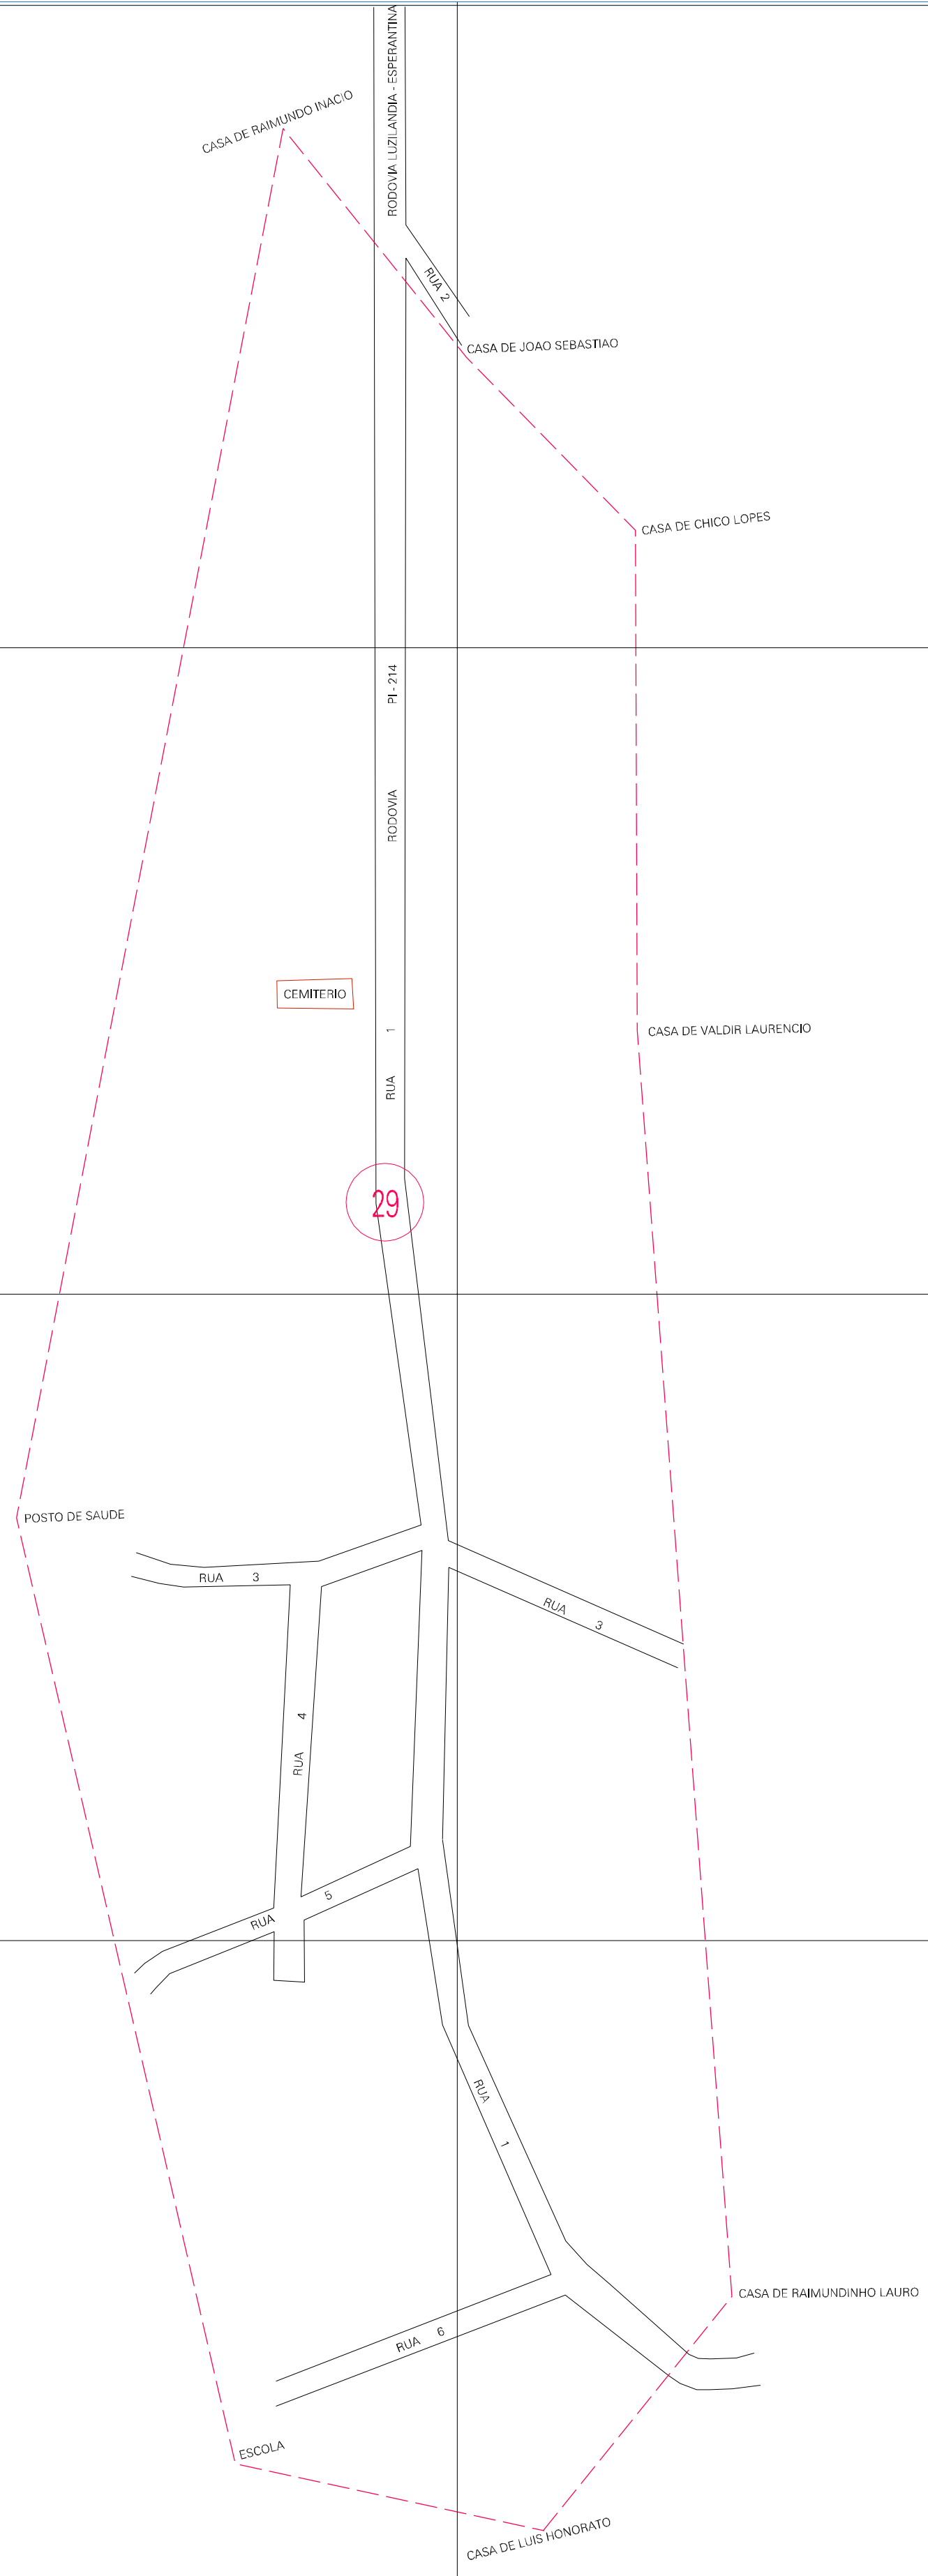 RODOVIA LUZILANDIA - ESPERANTINA
CASA DE RAIMUNDO INACIO
RUA 2
CASA DE JOAO SEBASTIAO
CASA DE CHICO LOPES
RODOVIA PI - 214
CEMITERIO
CASA DE VALDIR LAURENCIO
RUA 1
29
POSTO DE SAUDE
RUA 3
RUA 3
RUA 4
RUA 5
RUA 1
CASA DE RAIMUNDINHO LAURO
RUA 6
ESCOLA
CASA DE LUIS HONORATO